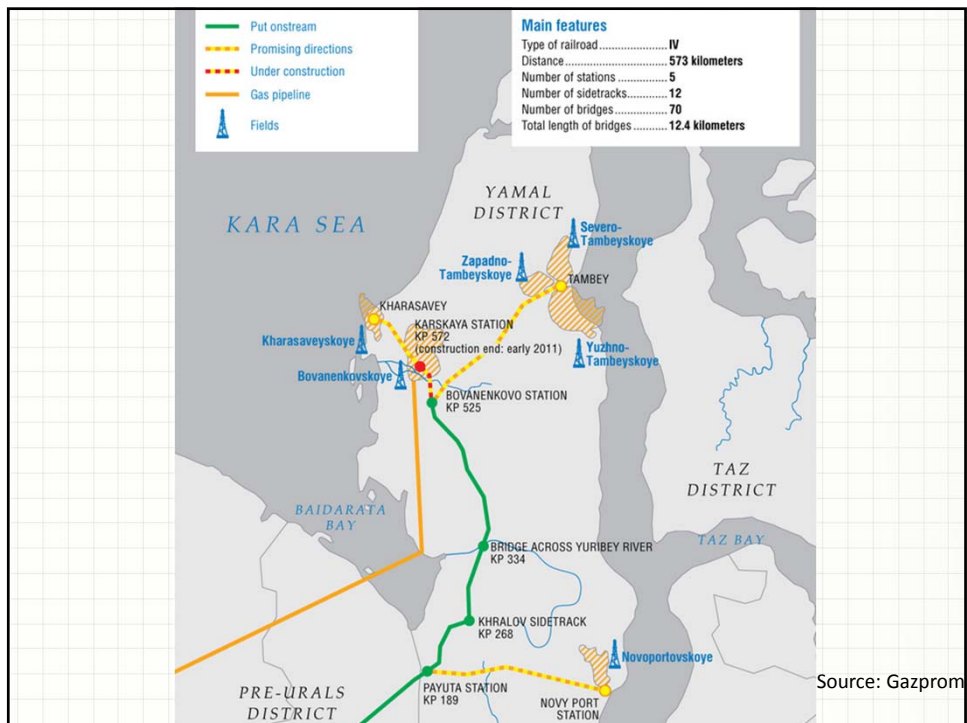 Put onstream
Promising directions
Under construction
Gas pipeline
Fields
Main features
Type of railroad ..................... IV
Distance ................................ 573 kilometers
Number of stations ............... 5
Number of sidetracks............ 12
Number of bridges ................ 70
Total length of bridges ........... 12.4 kilometers
YAMAL
DISTRICT
KARA SEA
Severo-
Tambeyskoye
Zapadno-
Tambeyskoye
TAMBEY
KHARASAVEY
KARSKAYA STATION
KP 572
(construction end: early 2011)
Kharasaveyskoye
Yuzhno-
Tambeyskoye
Bovanenkovskoye
BOVANENKOVO STATION
KP 525
TAZ
DISTRICT
BAIDARATA
BAY
TAZ BAY
BRIDGE ACROSS YURIBEY RIVER
KP 334
KHRALOV SIDETRACK
KP 268
Novoportovskoye
PAYUTA STATION
KP 189
PRE-URALS
DISTRICT
NOVY PORT
STATION
Source: Gazprom